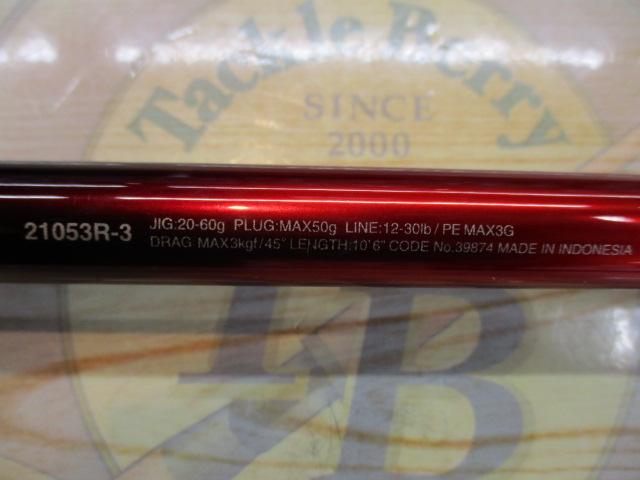 Tackle Berry
SINCE
2000
21053R-3
JIG:20-60g PLUG:MAX50g LINE:12-30lb / PE MAX3G
DRAG MAX3kgf/45° LENGTH:10'6" CODE No.39874 MADE IN INDONESIA
TB